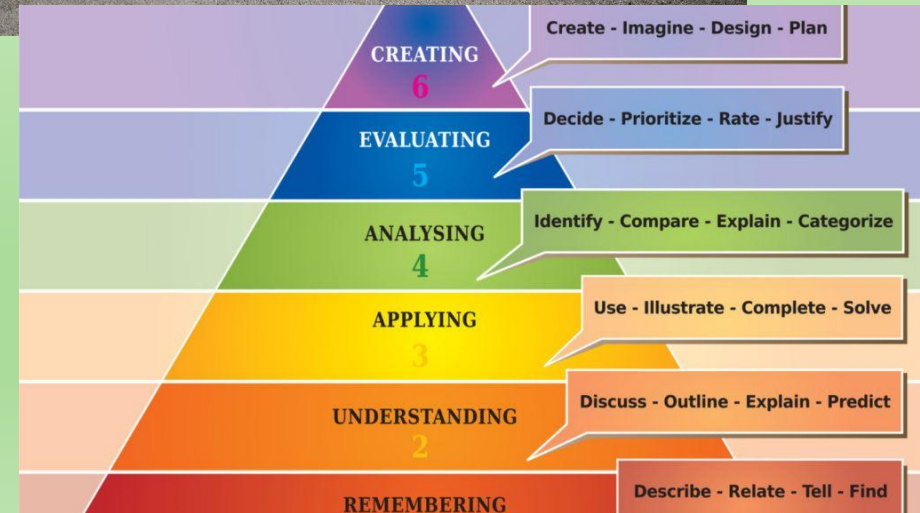 Create - Imagine - Design - Plan
CREATING
6
Decide - Prioritize - Rate - Justify
EVALUATING
5
Identify - Compare - Explain - Categorize
ANALYSING
4
Use - Illustrate - Complete - Solve
APPLYING
3
Discuss - Outline - Explain - Predict
UNDERSTANDING
2
Describe - Relate - Tell - Find
REMEMBERING